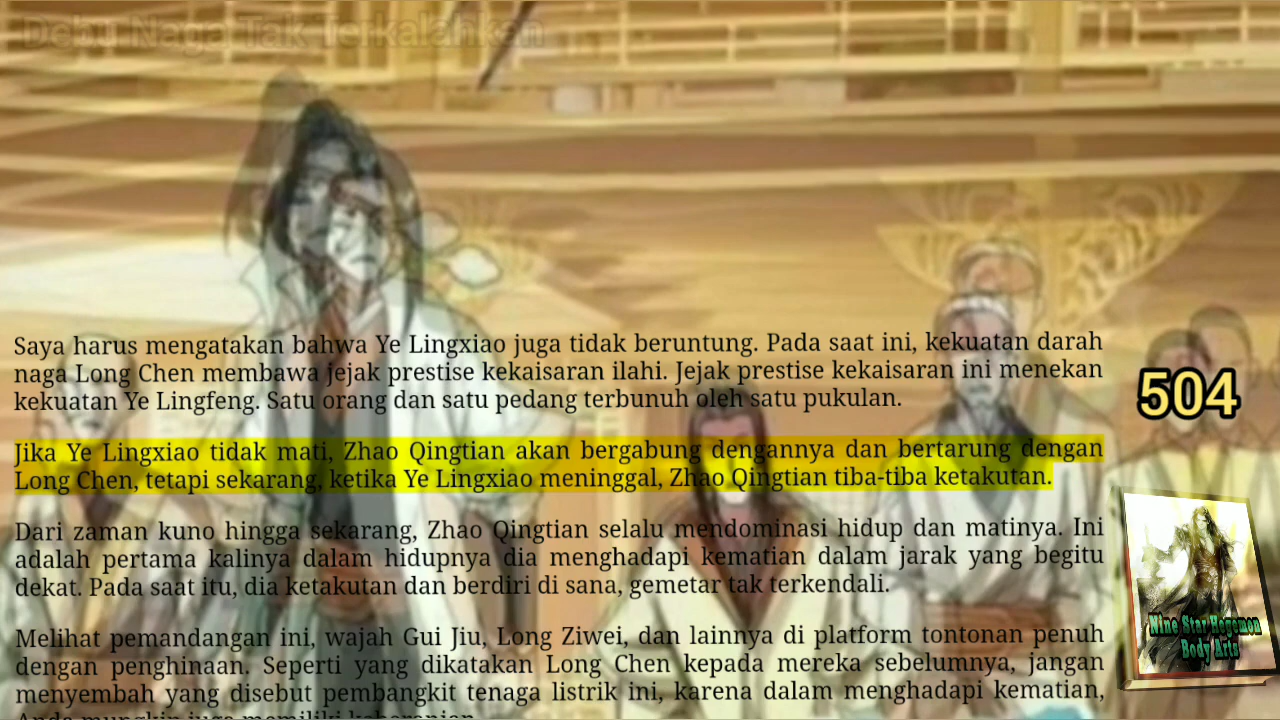 Debu Naga Tak Terkalahkan
Saya harus mengatakan bahwa Ye Lingxiao juga tidak beruntung. Pada saat ini, kekuatan darah
naga Long Chen membawa jejak prestise kekaisaran ilahi. Jejak prestise kekaisaran ini menekan
kekuatan Ye Lingfeng. Satu orang dan satu pedang terbunuh oleh satu pukulan.
504
Jika Ye Lingxiao tidak mati, Zhao Qingtian akan bergabung dengannya dan bertarung dengan
Long Chen, tetapi sekarang, ketika Ye Lingxiao meninggal, Zhao Qingtian tiba-tiba ketakutan.
Dari zaman kuno hingga sekarang, Zhao Qingtian selalu mendominasi hidup dan matinya. Ini
adalah pertama kalinya dalam hidupnya dia menghadapi kematian dalam jarak yang begitu
dekat. Pada saat itu, dia ketakutan dan berdiri di sana, gemetar tak terkendali.
Melihat pemandangan ini, wajah Gui Jiu, Long Ziwei, dan lainnya di platform tontonan penuh
dengan penghinaan. Seperti yang dikatakan Long Chen kepada mereka sebelumnya, jangan
menyembah yang disebut pembangkit tenaga listrik ini, karena dalam menghadapi kematian,
Nine Star Hegemon
Body Arts